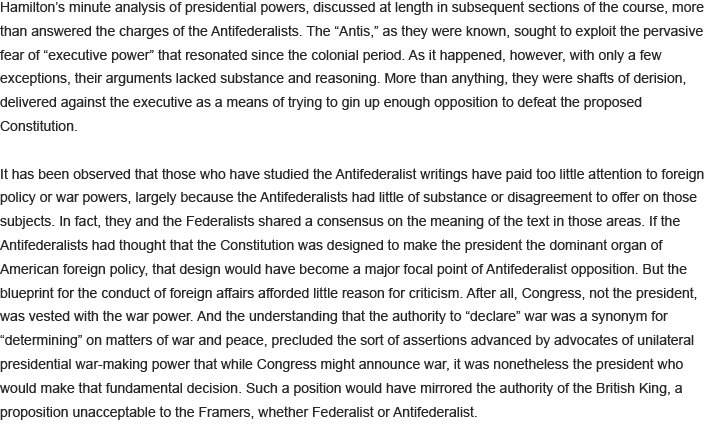 Hamilton’s minute analysis of presidential powers, discussed at length in subsequent sections of the course, more
than answered the charges of the Antifederalists. The “Antis,” as they were known, sought to exploit the pervasive
fear of “executive power” that resonated since the colonial period. As it happened, however, with only a few
exceptions, their arguments lacked substance and reasoning. More than anything, they were shafts of derision,
delivered against the executive as a means of trying to gin up enough opposition to defeat the proposed
Constitution.
It has been observed that those who have studied the Antifederalist writings have paid too little attention to foreign
policy or war powers, largely because the Antifederalists had little of substance or disagreement to offer on those
subjects. In fact, they and the Federalists shared a consensus on the meaning of the text in those areas. If the
Antifederalists had thought that the Constitution was designed to make the president the dominant organ of
American foreign policy, that design would have become a major focal point of Antifederalist opposition. But the
blueprint for the conduct of foreign affairs afforded little reason for criticism. After all, Congress, not the president,
was vested with the war power. And the understanding that the authority to “declare” war was a synonym for
“determining” on matters of war and peace, precluded the sort of assertions advanced by advocates of unilateral
presidential war-making power that while Congress might announce war, it was nonetheless the president who
would make that fundamental decision. Such a position would have mirrored the authority of the British King, a
proposition unacceptable to the Framers, whether Federalist or Antifederalist.